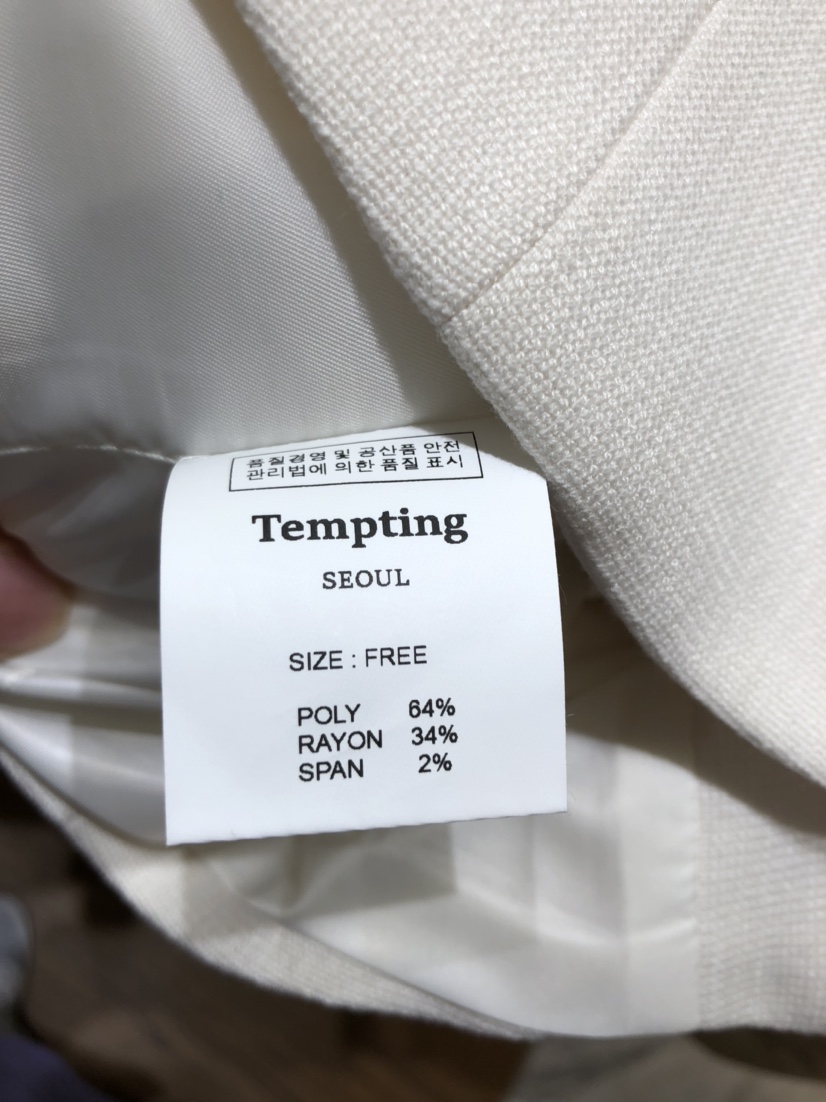 품질경영 및 공산품 안전
관리법에 의한 품질 표시
Tempting
SEOUL
SIZE : FREE
POLY 64%
RAYON 34%
SPAN 2%